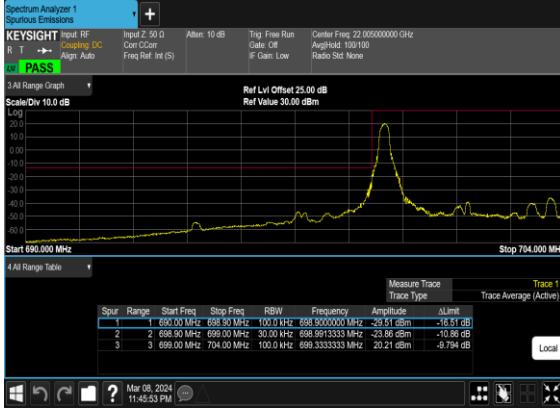 Spectrum Analyzer 1
Spurious Emissions
+
KEYSIGHT Input: RF Input Z: 50 Ω Atten: 10 dB Trig: Free Run Center Freq: 22.005000000 GHz
R T Coupling: DC Corr CCorr Gate: Off Avg|Hold: 100/100
Align: Auto Freq Ref: Int (S) IF Gain: Low Radio Std: None
PASS
3 All Range Graph
Ref Lvl Offset 25.00 dB
Scale/Div 10.0 dB Ref Value 30.00 dBm
Log
20.0
10.0
0.00
-10.0
-20.0
-30.0
-40.0
-50.0
-60.0
Start 690.000 MHz Stop 704.000 MH
4 All Range Table
Measure Trace Trace 1
Trace Type Trace Average (Active)
Spur Range Start Freq Stop Freq RBW Frequency Amplitude ΔLimit
1 1 690.00 MHz 698.90 MHz 100.0 kHz 698.9000000 MHz -29.51 dBm -16.51 dB
2 2 698.90 MHz 699.00 MHz 30.00 kHz 698.9913333 MHz -23.86 dBm -10.86 dB
3 3 699.00 MHz 704.00 MHz 100.0 kHz 699.3333333 MHz 20.21 dBm -9.794 dB
Local
Mar 08, 2024
11:45:53 PM